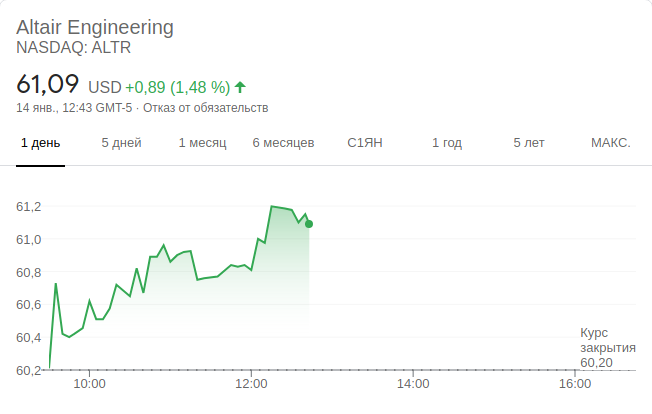 Altair Engineering
NASDAQ: ALTR
61,09 USD +0,89 (1,48 %)
14 янв., 12:43 GMT-5 · Отказ от обязательств
1 день 5 дней 1 месяц 6 месяцев С1ЯН 1 год 5 лет МАКС.
61,2
61,0
60,8
60,6
60,4
60,2
Курс
закрытия
60,20
10:00 12:00 14:00 16:00